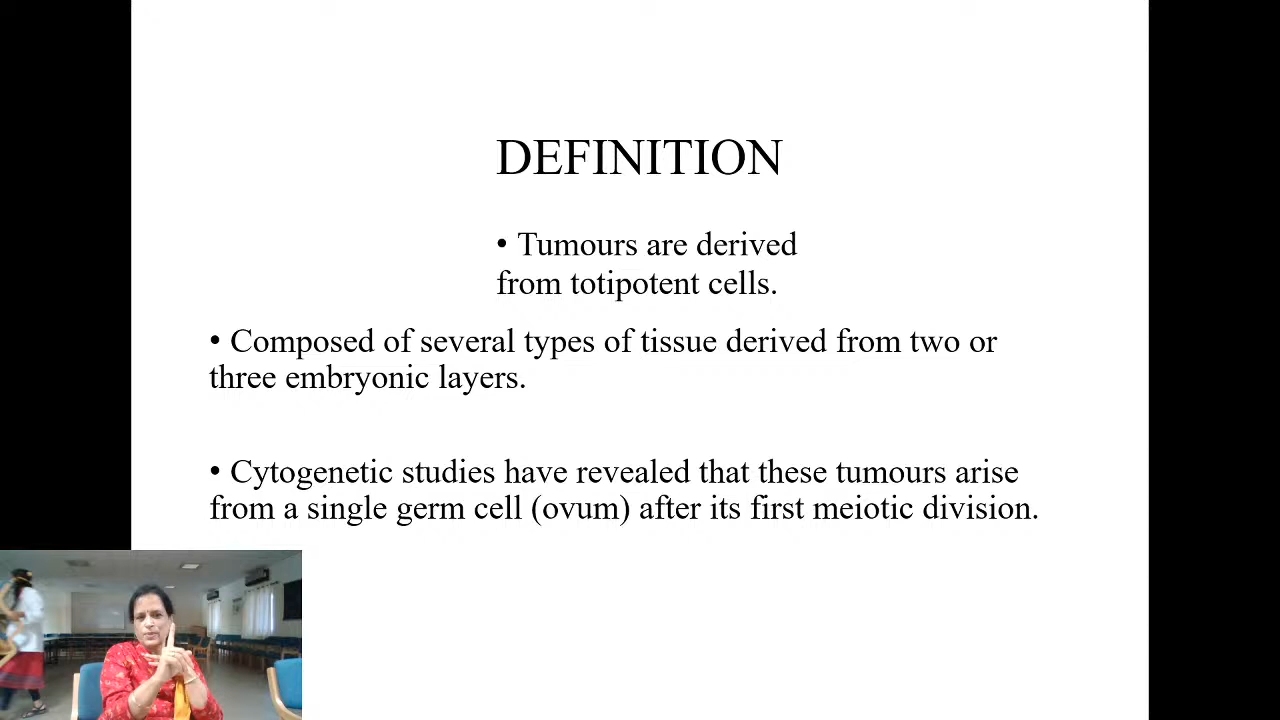 DEFINITION
• Tumours are derived
from totipotent cells.
• Composed of several types of tissue derived from two or
three embryonic layers.
• Cytogenetic studies have revealed that these tumours arise
from a single germ cell (ovum) after its first meiotic division.